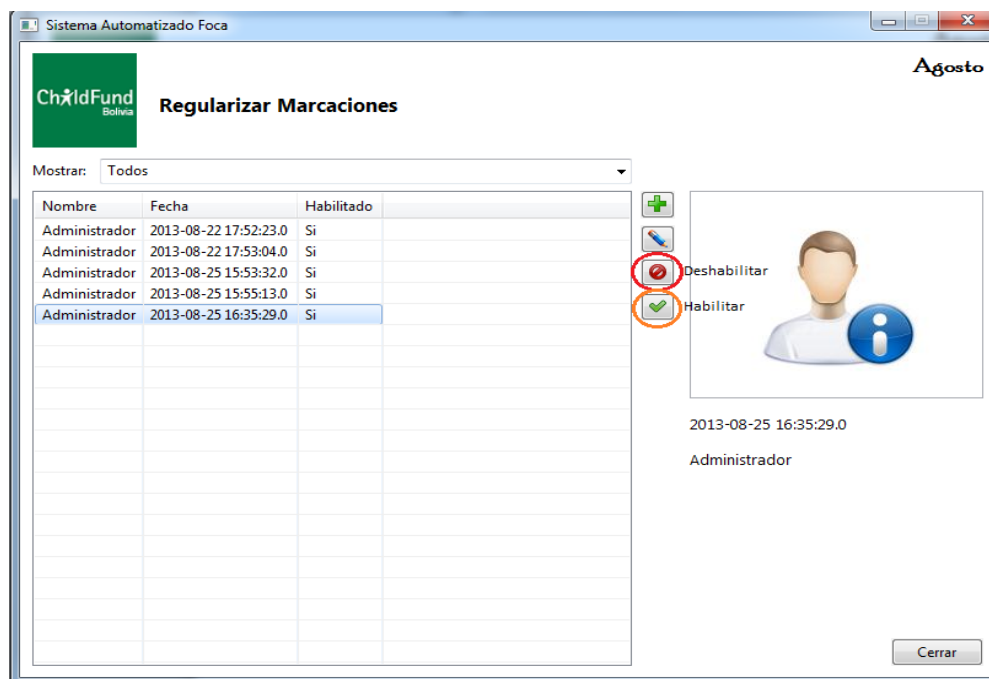 Sistema Automatizado Foca
Agosto
ChildFund
Bolivia
Regularizar Marcaciones
Mostrar: Todos
Nombre Fecha Habilitado
Administrador 2013-08-22 17:52:23.0 Si
Administrador 2013-08-22 17:53:04.0 Si
Administrador 2013-08-25 15:53:32.0 Si
Administrador 2013-08-25 15:55:13.0 Si
Administrador 2013-08-25 16:35:29.0 Si
Deshabilitar
Habilitar
2013-08-25 16:35:29.0
Administrador
Cerrar